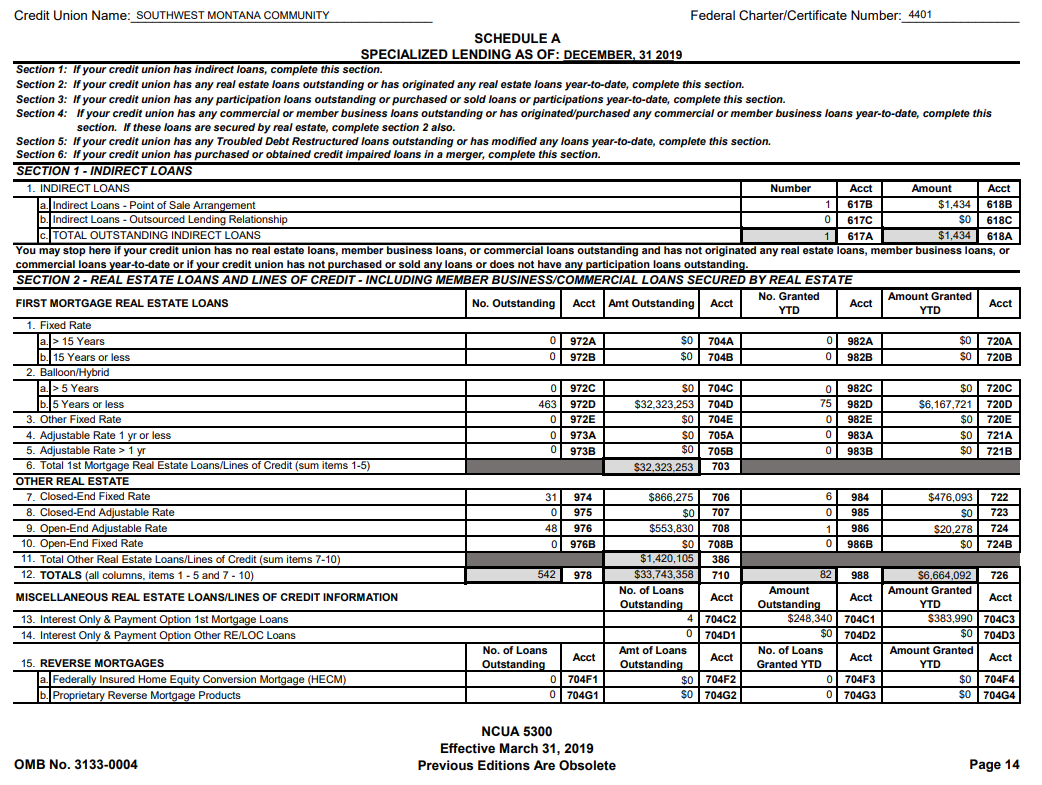 Credit Union Name: SOUTHWEST MONTANA COMMUNITY Federal Charter/Certificate Number: 4401
SCHEDULE A
SPECIALIZED LENDING AS OF: DECEMBER, 31 2019
Section 1: If your credit union has indirect loans, complete this section.
Section 2: If your credit union has any real estate loans outstanding or has originated any real estate loans year-to-date, complete this section.
Section 3: If your credit union has any participation loans outstanding or purchased or sold loans or participations year-to-date, complete this section.
Section 4: If your credit union has any commercial or member business loans outstanding or has originated/purchased any commercial or member business loans year-to-date, complete this
section. If these loans are secured by real estate, complete section 2 also.
Section 5: If your credit union has any Troubled Debt Restructured loans outstanding or has modified any loans year-to-date, complete this section.
Section 6: If your credit union has purchased or obtained credit impaired loans in a merger, complete this section.
SECTION 1 - INDIRECT LOANS
1. INDIRECT LOANS Number Acct Amount Acct
a. Indirect Loans - Point of Sale Arrangement 1 617B $1,434 618B
b. Indirect Loans - Outsourced Lending Relationship 0 617C $0 618C
c. TOTAL OUTSTANDING INDIRECT LOANS 1 617A $1,434 618A
You may stop here if your credit union has no real estate loans, member business loans, or commercial loans outstanding and has not originated any real estate loans, member business loans, or
commercial loans year-to-date or if your credit union has not purchased or sold any loans or does not have any participation loans outstanding.
SECTION 2 - REAL ESTATE LOANS AND LINES OF CREDIT - INCLUDING MEMBER BUSINESS/COMMERCIAL LOANS SECURED BY REAL ESTATE
FIRST MORTGAGE REAL ESTATE LOANS No. Outstanding Acct Amt Outstanding Acct No. Granted YTD Acct Amount Granted YTD Acct
1. Fixed Rate
a. > 15 Years 0 972A $0 704A 0 982A $0 720A
b. 15 Years or less 0 972B $0 704B 0 982B $0 720B
2. Balloon/Hybrid
a. > 5 Years 0 972C $0 704C 0 982C $0 720C
b. 5 Years or less 463 972D $32,323,253 704D 75 982D $6,167,721 720D
3. Other Fixed Rate 0 972E $0 704E 0 982E $0 720E
4. Adjustable Rate 1 yr or less 0 973A $0 705A 0 983A $0 721A
5. Adjustable Rate > 1 yr 0 973B $0 705B 0 983B $0 721B
6. Total 1st Mortgage Real Estate Loans/Lines of Credit (sum items 1-5) $32,323,253 703
OTHER REAL ESTATE
7. Closed-End Fixed Rate 31 974 $866,275 706 6 984 $476,093 722
8. Closed-End Adjustable Rate 0 975 $0 707 0 985 $0 723
9. Open-End Adjustable Rate 48 976 $553,830 708 1 986 $20,278 724
10. Open-End Fixed Rate 0 976B $0 708B 0 986B $0 724B
11. Total Other Real Estate Loans/Lines of Credit (sum items 7-10) $1,420,105 386
12. TOTALS (all columns, items 1 - 5 and 7 - 10) 542 978 $33,743,358 710 82 988 $6,664,092 726
MISCELLANEOUS REAL ESTATE LOANS/LINES OF CREDIT INFORMATION No. of Loans Outstanding Acct Amount Outstanding Acct Amount Granted YTD Acct
13. Interest Only & Payment Option 1st Mortgage Loans 4 704C2 $248,340 704C1 $383,990 704C3
14. Interest Only & Payment Option Other RE/LOC Loans 0 704D1 $0 704D2 $0 704D3
15. REVERSE MORTGAGES No. of Loans Outstanding Acct Amt of Loans Outstanding Acct No. of Loans Granted YTD Acct Amount Granted YTD Acct
a. Federally Insured Home Equity Conversion Mortgage (HECM) 0 704F1 $0 704F2 0 704F3 $0 704F4
b. Proprietary Reverse Mortgage Products 0 704G1 $0 704G2 0 704G3 $0 704G4
NCUA 5300
Effective March 31, 2019
OMB No. 3133-0004 Previous Editions Are Obsolete Page 14